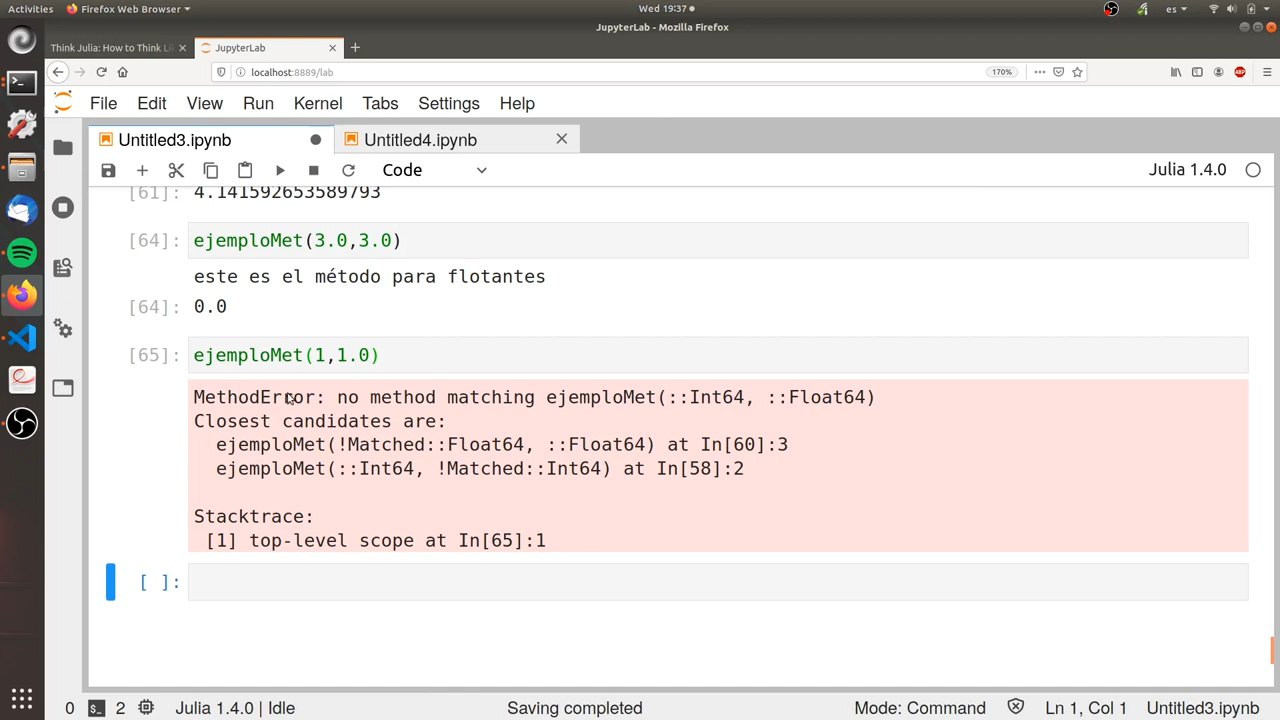 Activities Firefox Web Browser Wed 19:37 es
JupyterLab - Mozilla Firefox
Think Julia: How to Think Li JupyterLab
localhost:8889/lab 170% ABP
File Edit View Run Kernel Tabs Settings Help
Untitled3.ipynb Untitled4.ipynb
Code Julia 1.4.0
[61]: 4.141592653589793
[64]: ejemploMet(3.0,3.0)
este es el método para flotantes
[64]: 0.0
[65]: ejemploMet(1,1.0)
MethodError: no method matching ejemploMet(::Int64, ::Float64)
Closest candidates are:
ejemploMet(!Matched::Float64, ::Float64) at In[60]:3
ejemploMet(::Int64, !Matched::Int64) at In[58]:2
Stacktrace:
[1] top-level scope at In[65]:1
[ ]:
0 $_ 2 Julia 1.4.0 | Idle Saving completed Mode: Command Ln 1, Col 1 Untitled3.ipynb